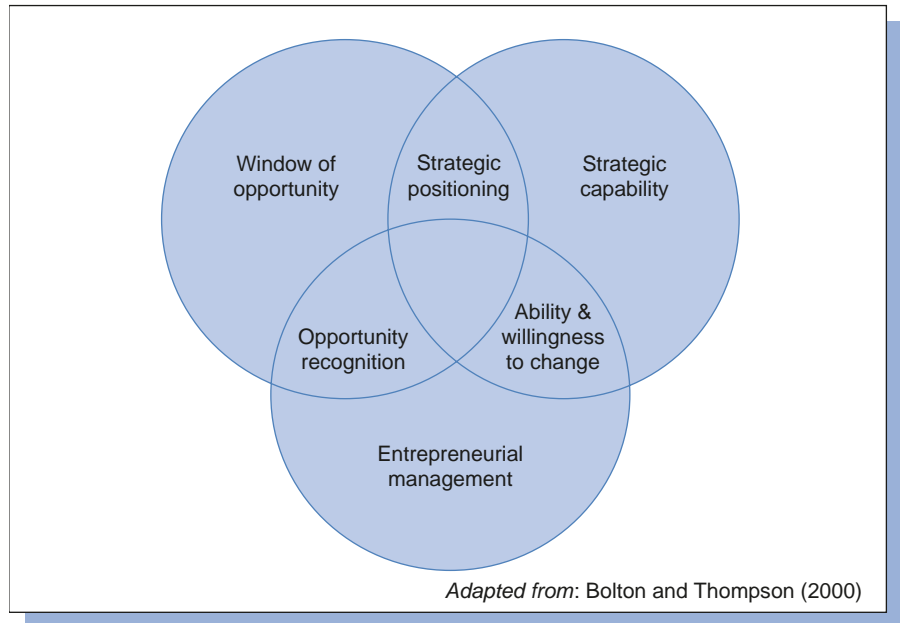 Window of
opportunity
Strategic
positioning
Strategic
capability
Opportunity
recognition
Ability &
willingness
to change
Entrepreneurial
management
Adapted from: Bolton and Thompson (2000)